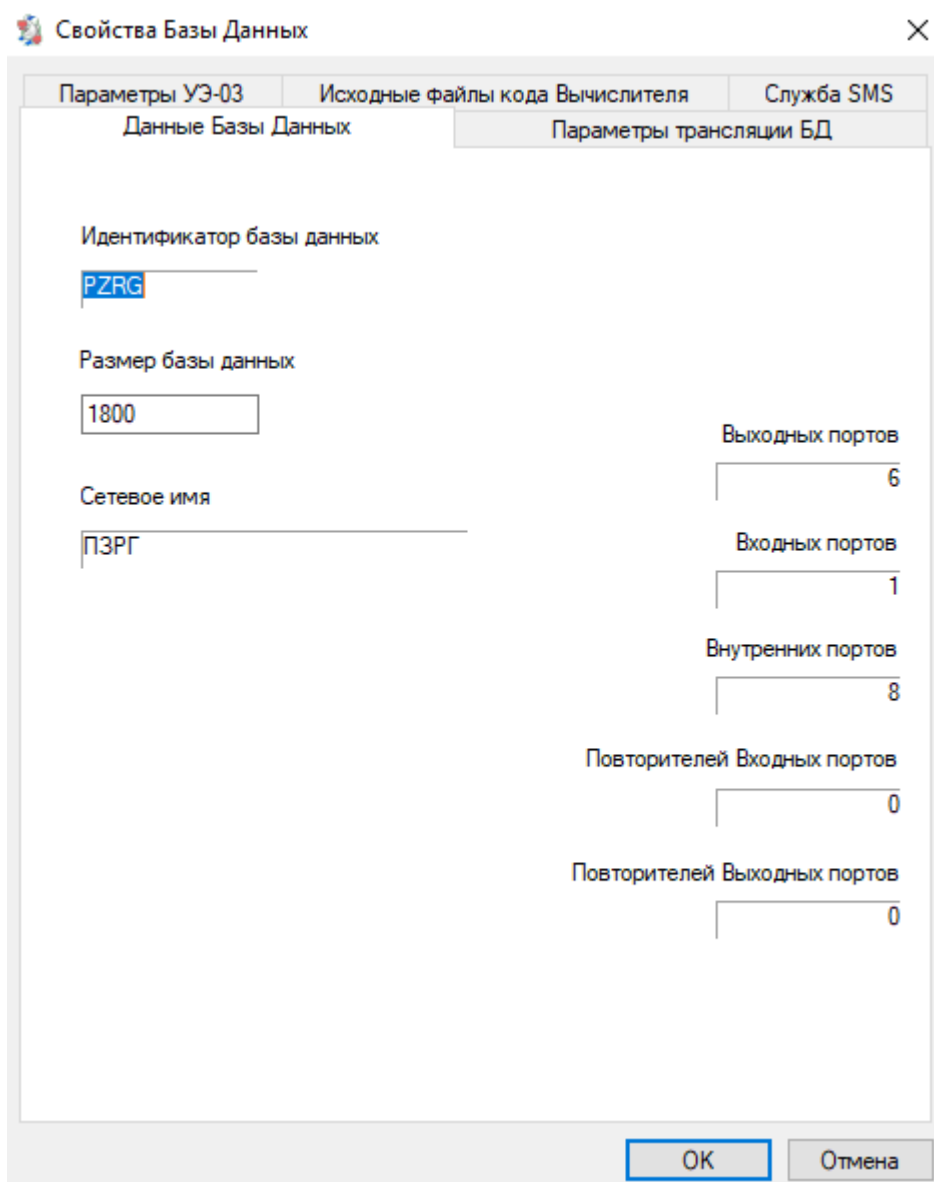 Свойства Базы Данных
Параметры УЭ-03 Исходные файлы кода Вычислителя Служба SMS
Данные Базы Данных Параметры трансляции БД
Идентификатор базы данных
PZRG
Размер базы данных
1800
Сетевое имя
ПЗРГ
Выходных портов
6
Входных портов
1
Внутренних портов
8
Повторителей Входных портов
0
Повторителей Выходных портов
0
OK Отмена